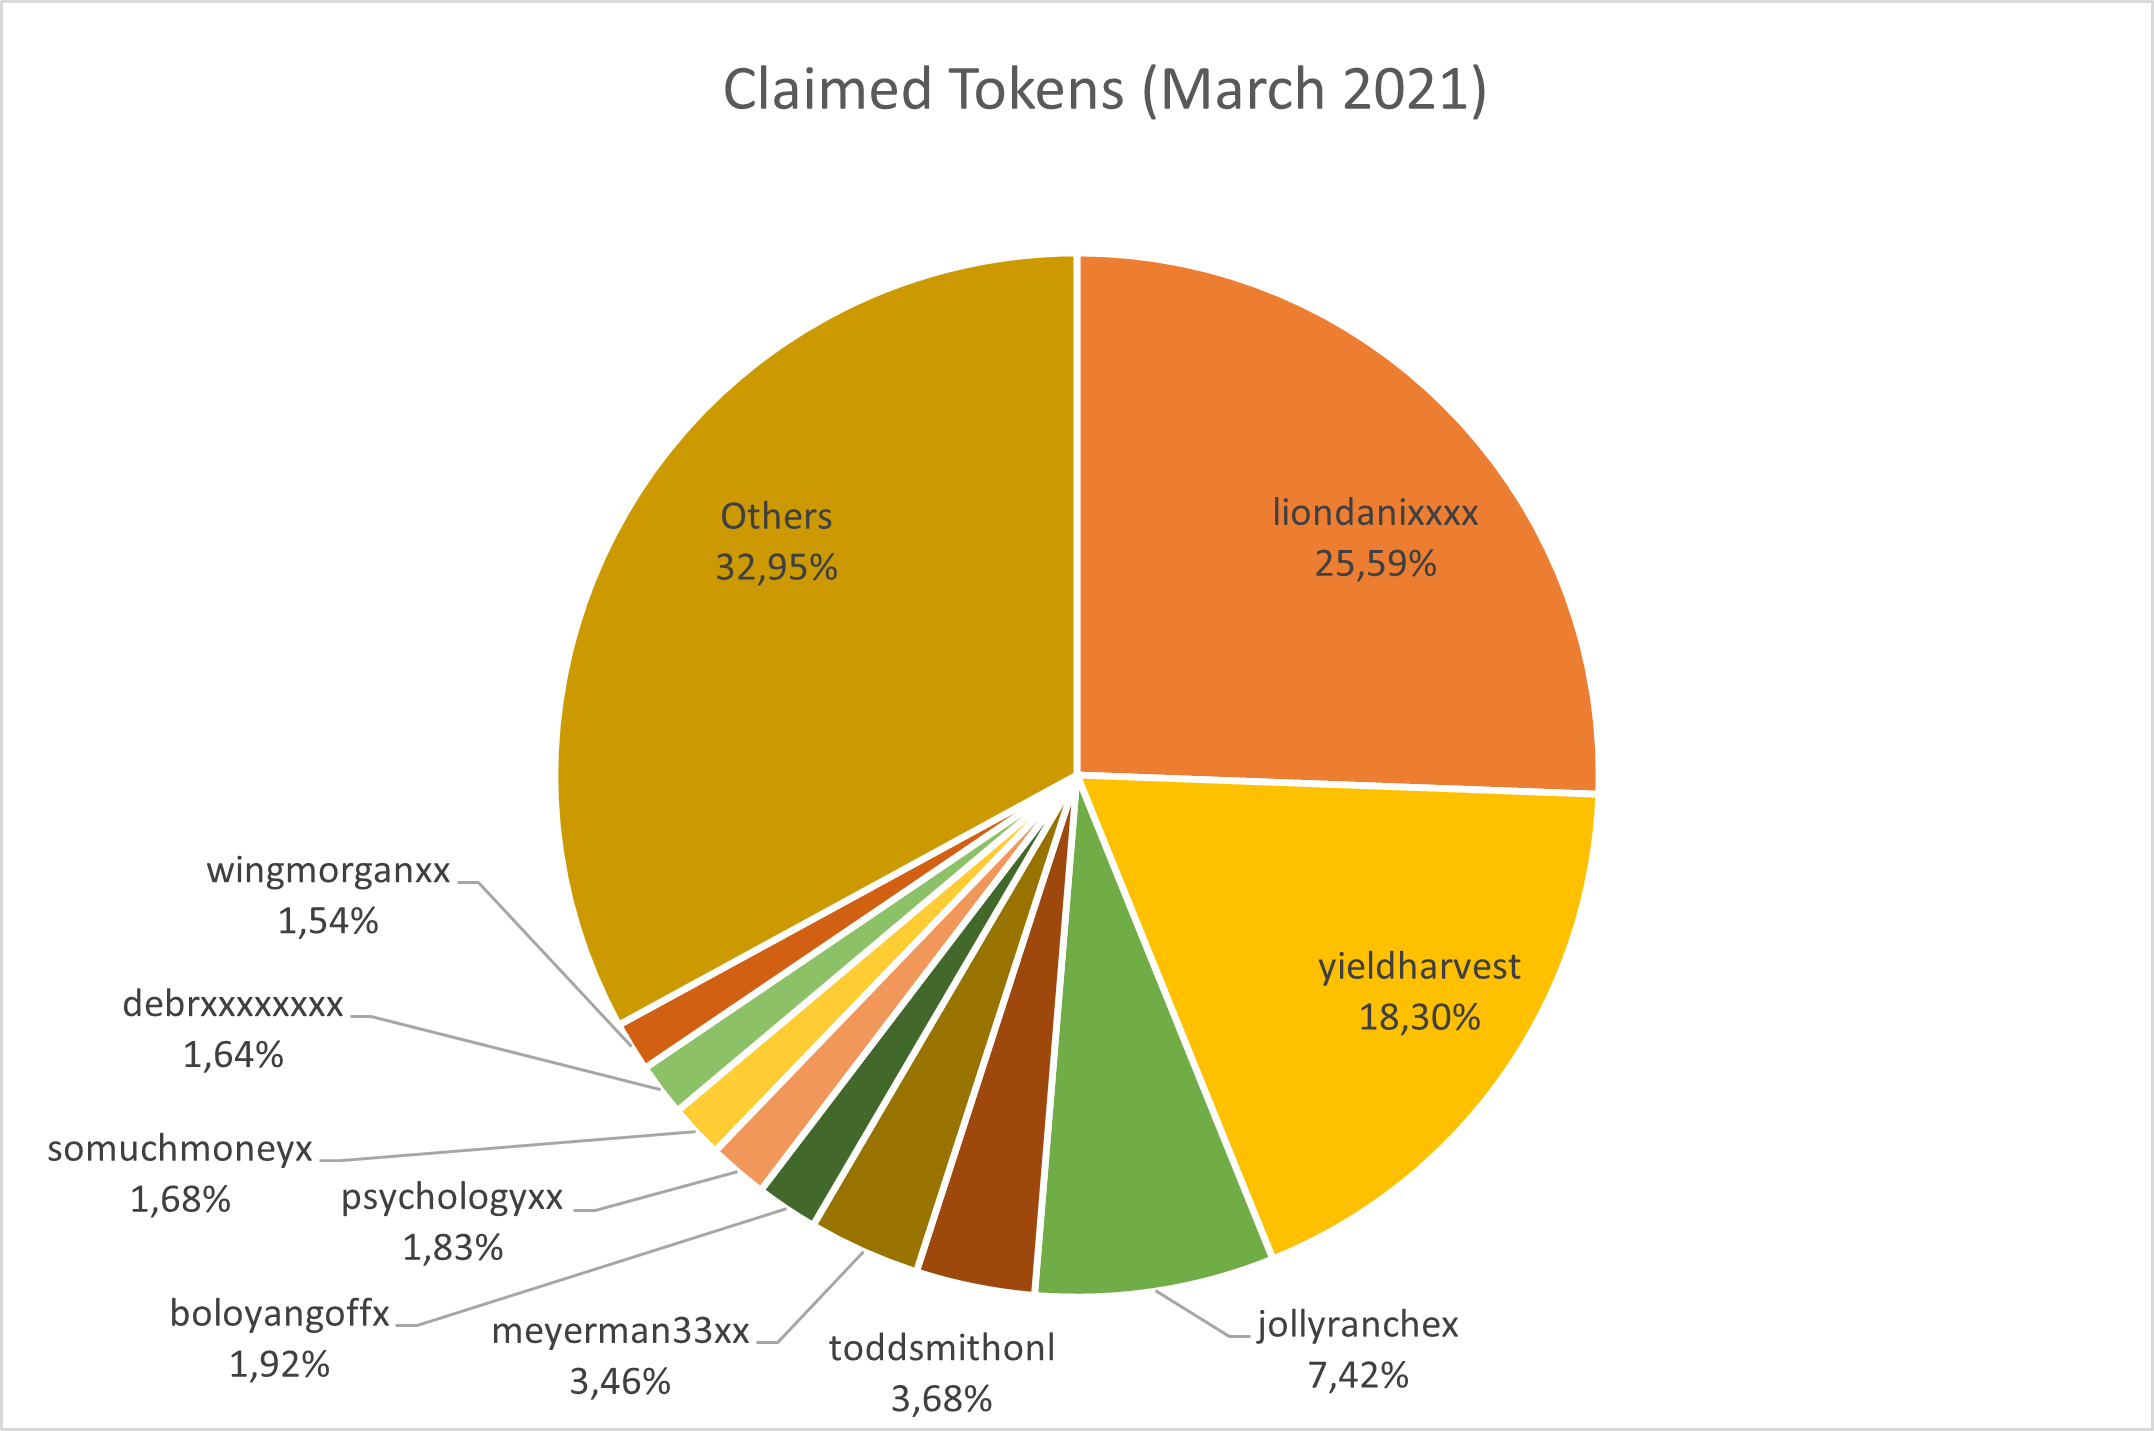 Claimed Tokens (March 2021)
Others
32,95%
liondanixxxx
25,59%
yieldharvest
18,30%
jollyranchex
7,42%
toddsmithonl
3,68%
meyerman33xx
3,46%
boloyangoffx
1,92%
psychologyxx
1,83%
somuchmoneyx
1,68%
debrxxxxxxxx
1,64%
wingmorganxx
1,54%